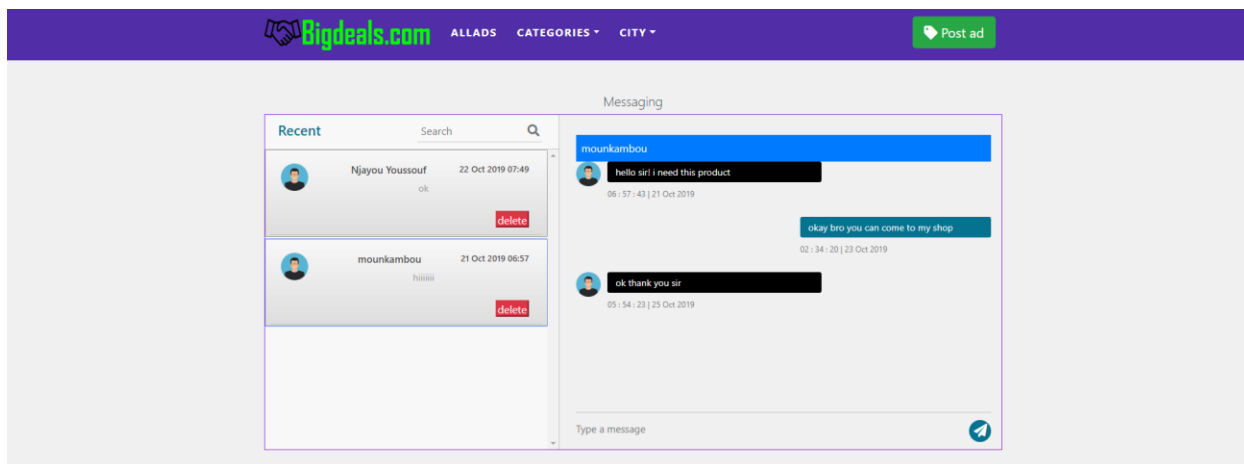 Bigdeals.com ALLADS CATEGORIES CITY Post ad
Messaging
Recent Search
Njayou Youssouf 22 Oct 2019 07:49
ok
delete
mounkambou 21 Oct 2019 06:57
hiiiiii
delete
mounkambou
hello sir! i need this product
06 : 57 : 43 | 21 Oct 2019
okay bro you can come to my shop
02 : 34 : 20 | 23 Oct 2019
ok thank you sir
05 : 54 : 23 | 25 Oct 2019
Type a message